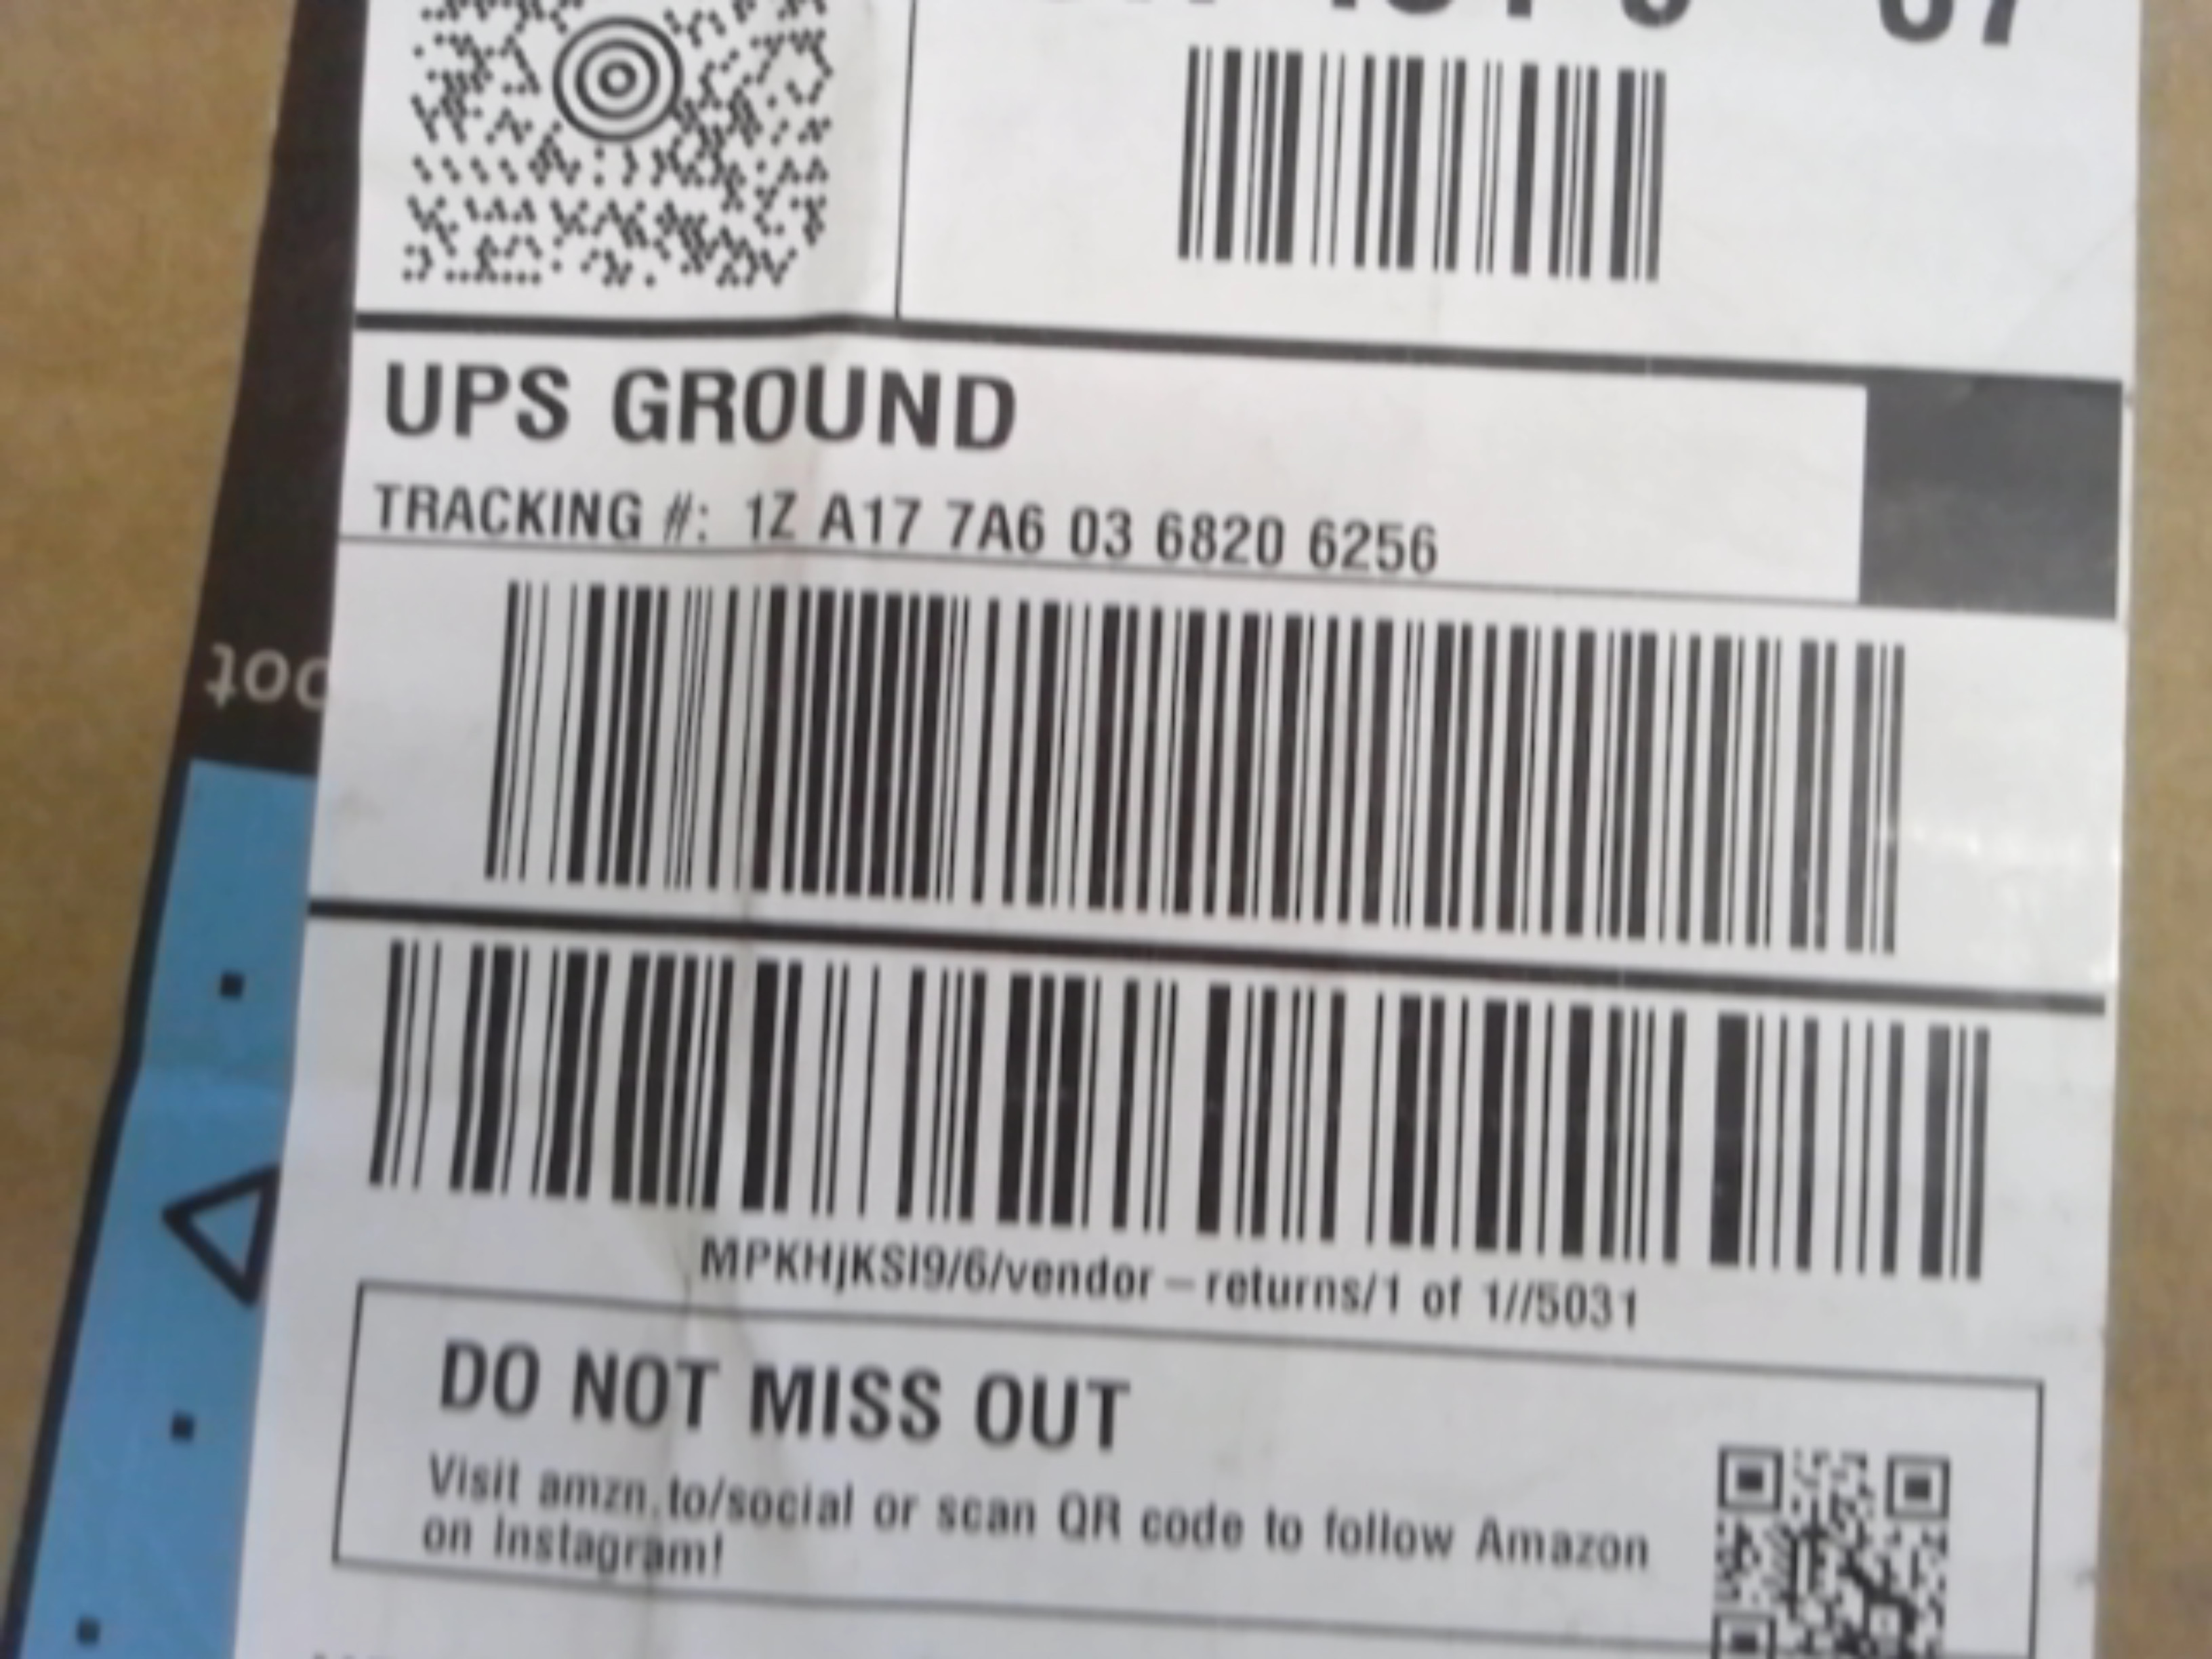 UPS GROUND
TRACKING #: 1Z A17 7A6 03 6820 6256
MPKHjKSI9/6/vendor-returns/1 of 1//5031
DO NOT MISS OUT
Visit amzn.to/social or scan QR code to follow Amazon
on Instagram!